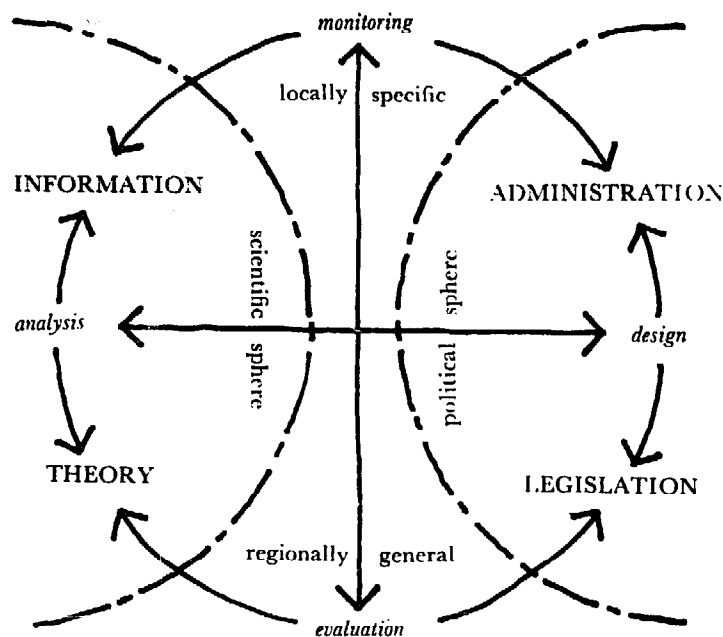 monitoring
locally specific
INFORMATION
ADMINISTRATION
scientific sphere
political sphere
analysis
design
THEORY
LEGISLATION
regionally general
evaluation